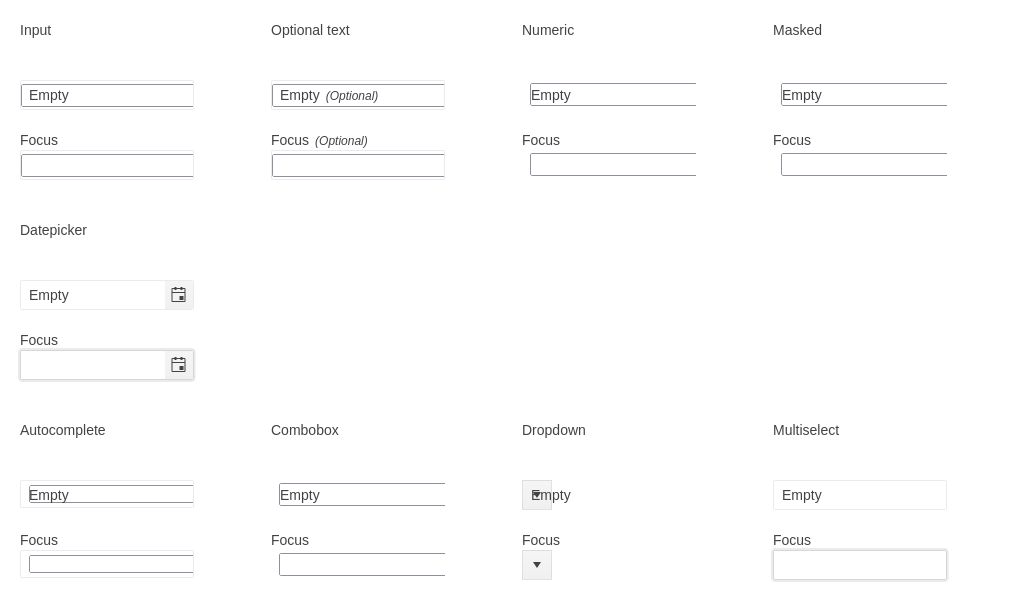 Input Optional text Numeric Masked
Empty Empty (Optional) Empty Empty
Focus Focus (Optional) Focus Focus
Datepicker
Empty
Focus
Autocomplete Combobox Dropdown Multiselect
Empty Empty Empty Empty
Focus Focus Focus Focus